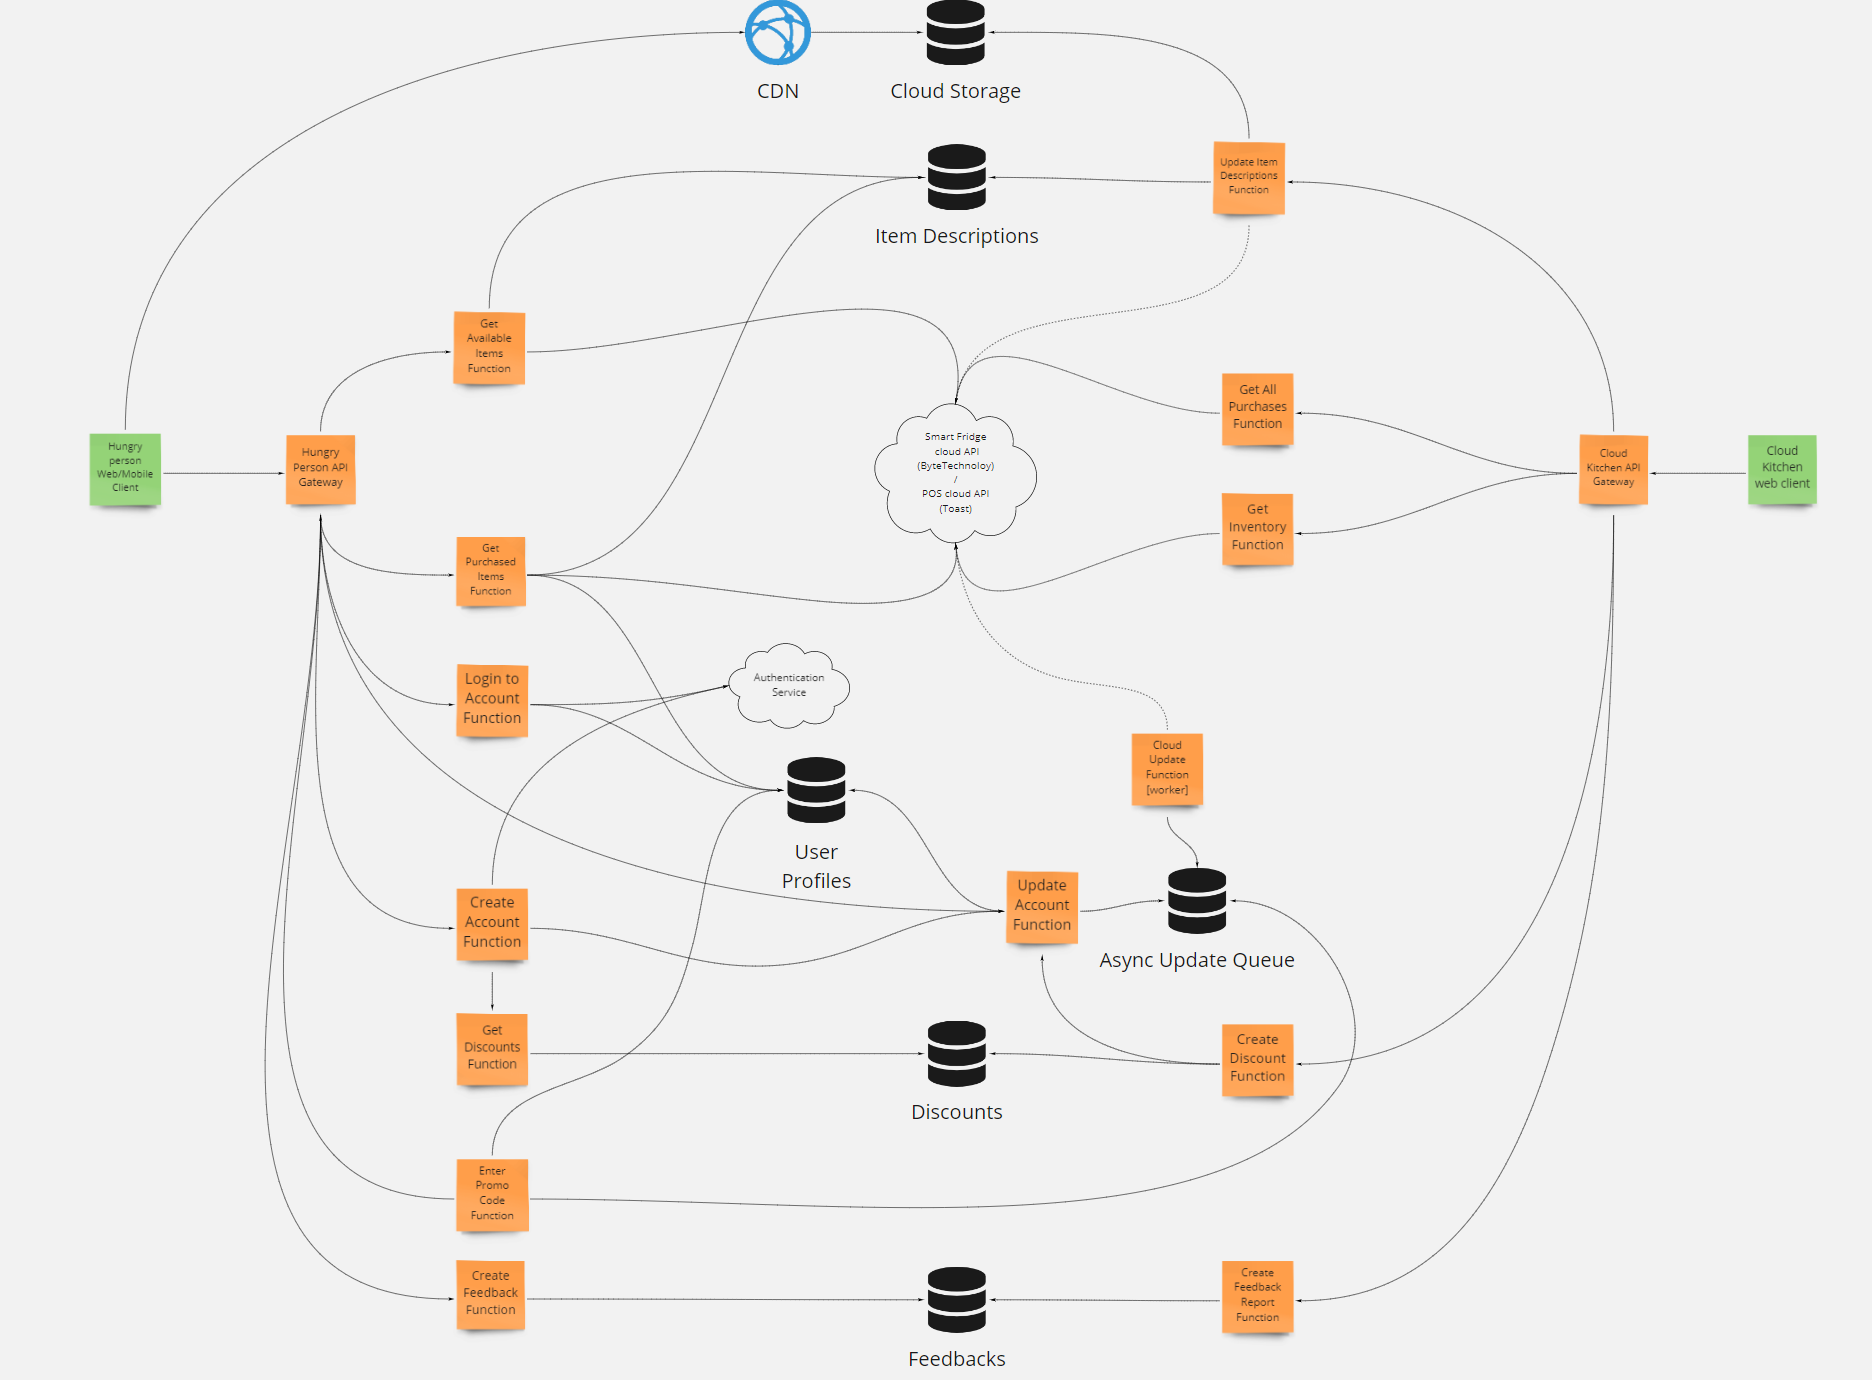 CDN
Cloud Storage
Update Item
Descriptions
Function
Item Descriptions
Get
Available
Items
Function
Hungry
person
Web/Mobile
Client
Hungry
Person API
Gateway
Smart Fridge
cloud API
(ByteTechnoloy)
/
POS cloud API
(Toast)
Get All
Purchases
Function
Cloud
Kitchen API
Gateway
Cloud
Kitchen
web client
Get
Inventory
Function
Get
Purchased
Items
Function
Login to
Account
Function
Authentication
Service
Cloud
Update
Function
[worker]
User
Profiles
Create
Account
Function
Update
Account
Function
Async Update Queue
Get
Discounts
Function
Discounts
Create
Discount
Function
Enter
Promo
Code
Function
Create
Feedback
Function
Feedbacks
Create
Feedback
Report
Function